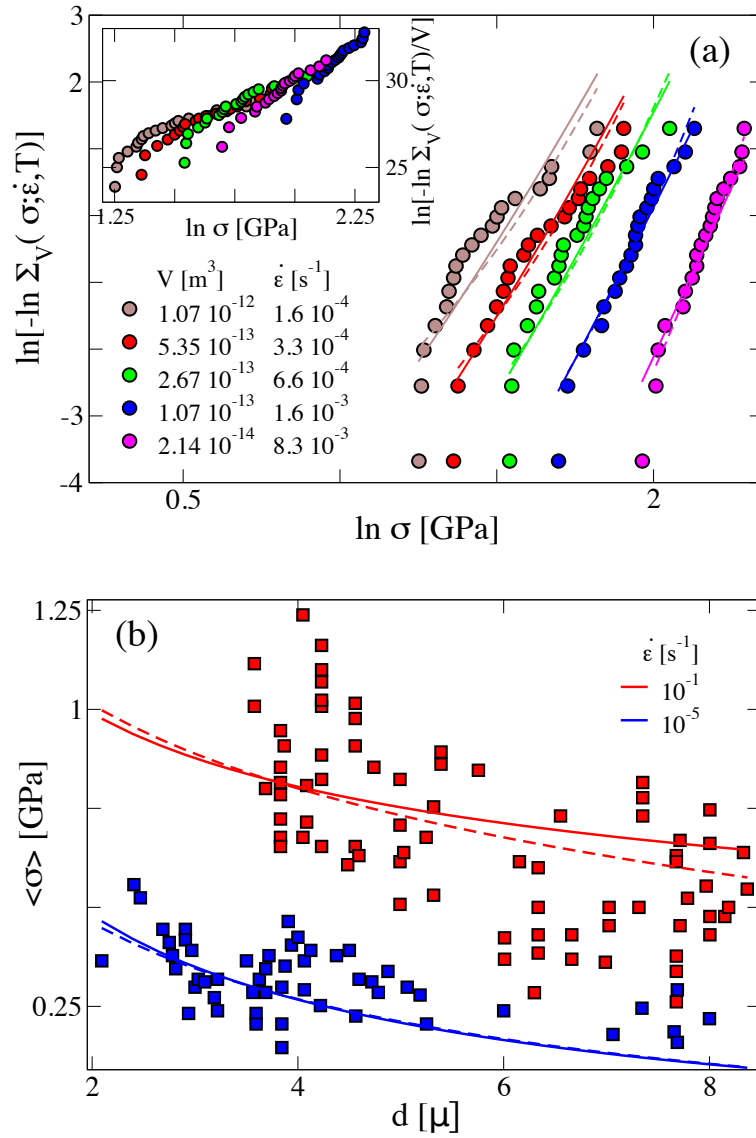 3
(a)
2
ln[-ln Σ_V( σ;ε̇,T)]
30
25
ln[-ln Σ_V( σ;ε̇,T)/V]
1.25
2.25
ln σ [GPa]
V [m³] ε̇ [s⁻¹]
1.07 10⁻¹² 1.6 10⁻⁴
5.35 10⁻¹³ 3.3 10⁻⁴
2.67 10⁻¹³ 6.6 10⁻⁴
1.07 10⁻¹³ 1.6 10⁻³
2.14 10⁻¹⁴ 8.3 10⁻³
-3
-4
0.5
2
ln σ [GPa]
1.25
(b)
ε̇ [s⁻¹]
10⁻¹
10⁻⁵
1
<σ> [GPa]
0.25
2
4
6
8
d [μ]